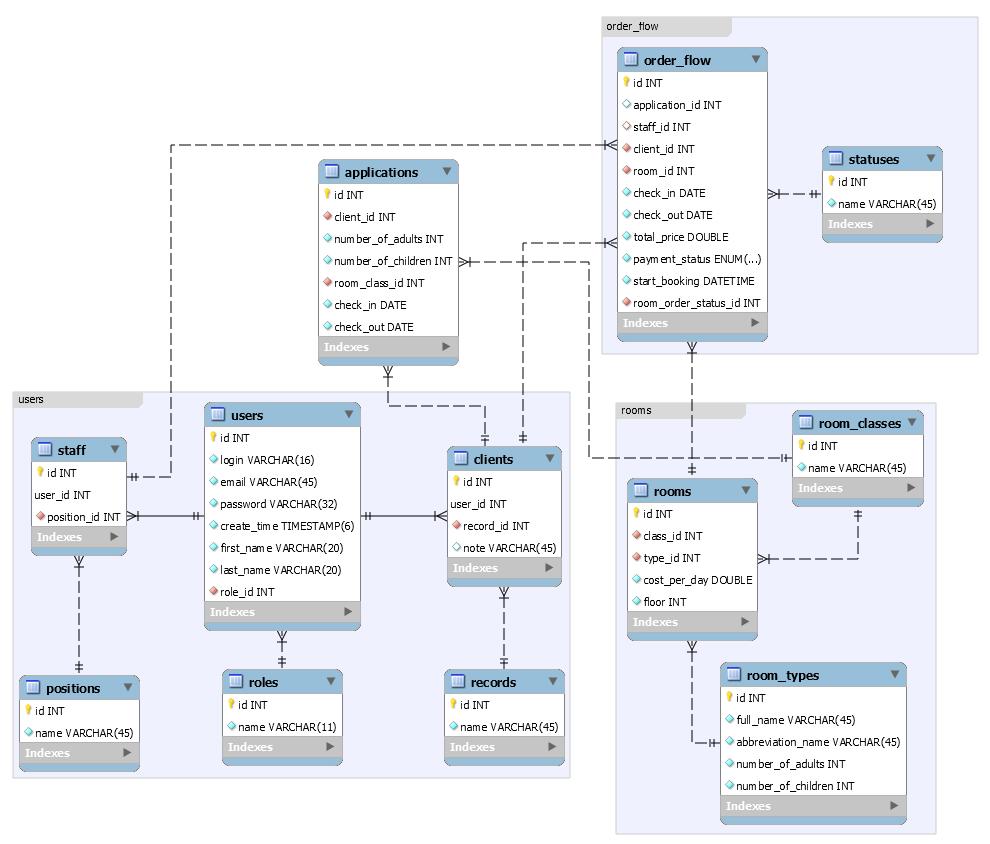 order_flow
order_flow
id INT
application_id INT
staff_id INT
client_id INT
room_id INT
check_in DATE
check_out DATE
total_price DOUBLE
payment_status ENUM(...)
start_booking DATETIME
room_order_status_id INT
Indexes
statuses
id INT
name VARCHAR(45)
Indexes
applications
id INT
client_id INT
number_of_adults INT
number_of_children INT
room_class_id INT
check_in DATE
check_out DATE
Indexes
users
staff
id INT
user_id INT
position_id INT
Indexes
users
id INT
login VARCHAR(16)
email VARCHAR(45)
password VARCHAR(32)
create_time TIMESTAMP(6)
first_name VARCHAR(20)
last_name VARCHAR(20)
role_id INT
Indexes
clients
id INT
user_id INT
record_id INT
note VARCHAR(45)
Indexes
positions
id INT
name VARCHAR(45)
Indexes
roles
id INT
name VARCHAR(11)
Indexes
records
id INT
name VARCHAR(45)
Indexes
rooms
room_classes
id INT
name VARCHAR(45)
Indexes
rooms
id INT
class_id INT
type_id INT
cost_per_day DOUBLE
floor INT
Indexes
room_types
id INT
full_name VARCHAR(45)
abbreviation_name VARCHAR(45)
number_of_adults INT
number_of_children INT
Indexes